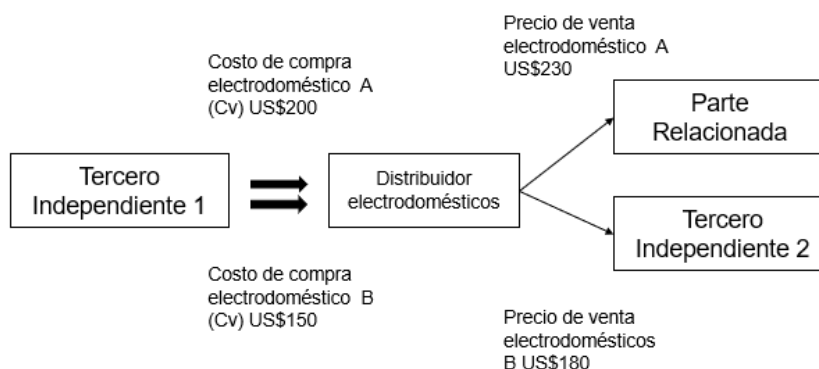 Costo de compra
electrodoméstico A
(Cv) US$200
Precio de venta
electrodoméstico A
US$230
Tercero
Independiente 1
Distribuidor
electrodomésticos
Parte
Relacionada
Tercero
Independiente 2
Costo de compra
electrodoméstico B
(Cv) US$150
Precio de venta
electrodomésticos
B US$180